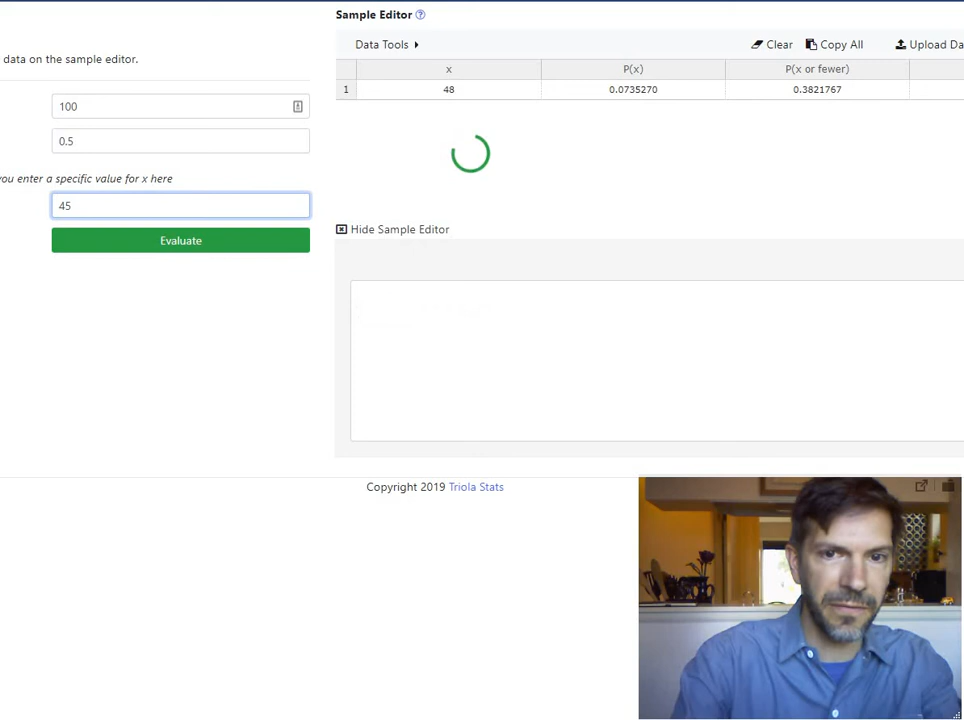 Sample Editor
data on the sample editor.
Data Tools Clear Copy All Upload Da
x P(x) P(x or fewer)
1 48 0.0735270 0.3821767
100
0.5
you enter a specific value for x here
45
Evaluate
Hide Sample Editor
Copyright 2019 Triola Stats